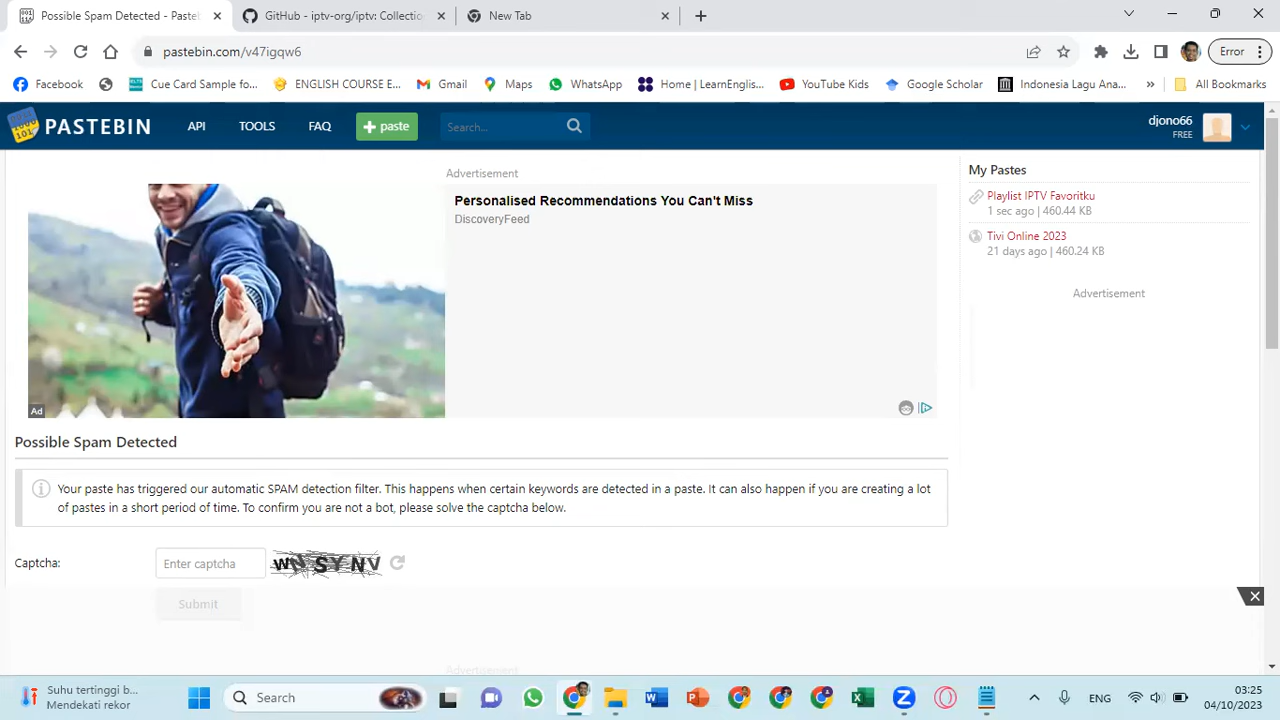 Possible Spam Detected - Paste
GitHub - iptv-org/iptv: Collectio
New Tab
pastebin.com/v47igqw6
Error
Facebook
Cue Card Sample fo...
ENGLISH COURSE E...
Gmail
Maps
WhatsApp
Home | LearnEnglis...
YouTube Kids
Google Scholar
Indonesia Lagu Ana...
»
All Bookmarks
PASTEBIN
API
TOOLS
FAQ
+ paste
Search...
djono66
FREE
Advertisement
Personalised Recommendations You Can't Miss
DiscoveryFeed
Ad
My Pastes
Playlist IPTV Favoritku
1 sec ago | 460.44 KB
Tivi Online 2023
21 days ago | 460.24 KB
Advertisement
Possible Spam Detected
Your paste has triggered our automatic SPAM detection filter. This happens when certain keywords are detected in a paste. It can also happen if you are creating a lot
of pastes in a short period of time. To confirm you are not a bot, please solve the captcha below.
Captcha:
Enter captcha
Submit
Advertisement
Suhu tertinggi b...
Mendekati rekor
Search
ENG
03:25
04/10/2023